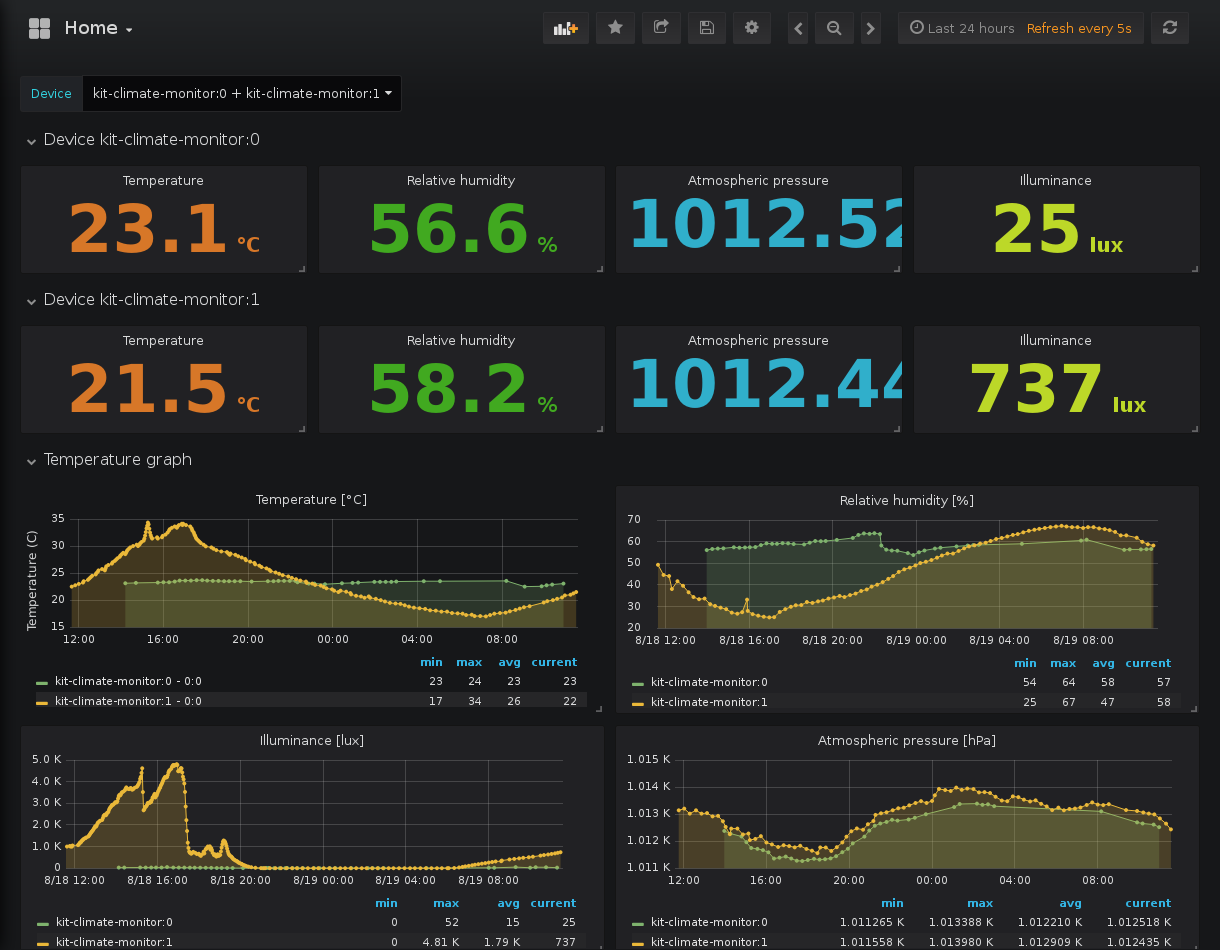 Home
Last 24 hours Refresh every 5s
Device kit-climate-monitor:0 + kit-climate-monitor:1
Device kit-climate-monitor:0
Temperature Relative humidity Atmospheric pressure Illuminance
23.1 °C 56.6 % 1012.52 25 lux
Device kit-climate-monitor:1
Temperature Relative humidity Atmospheric pressure Illuminance
21.5 °C 58.2 % 1012.44 737 lux
Temperature graph
Temperature [°C]
Temperature (C)
35
30
25
20
15
12:00 16:00 20:00 00:00 04:00 08:00
min max avg current
kit-climate-monitor:0 - 0:0 23 24 23 23
kit-climate-monitor:1 - 0:0 17 34 26 22
Relative humidity [%]
70
60
50
40
30
20
8/18 12:00 8/18 16:00 8/18 20:00 8/19 00:00 8/19 04:00 8/19 08:00
min max avg current
kit-climate-monitor:0 54 64 58 57
kit-climate-monitor:1 25 67 47 58
Illuminance [lux]
5.0 K
4.0 K
3.0 K
2.0 K
1.0 K
0
8/18 12:00 8/18 16:00 8/18 20:00 8/19 00:00 8/19 04:00 8/19 08:00
min max avg current
kit-climate-monitor:0 0 52 15 25
kit-climate-monitor:1 0 4.81 K 1.79 K 737
Atmospheric pressure [hPa]
1.015 K
1.014 K
1.013 K
1.012 K
1.011 K
12:00 16:00 20:00 00:00 04:00 08:00
min max avg current
kit-climate-monitor:0 1.011265 K 1.013388 K 1.012210 K 1.012518 K
kit-climate-monitor:1 1.011558 K 1.013980 K 1.012909 K 1.012435 K